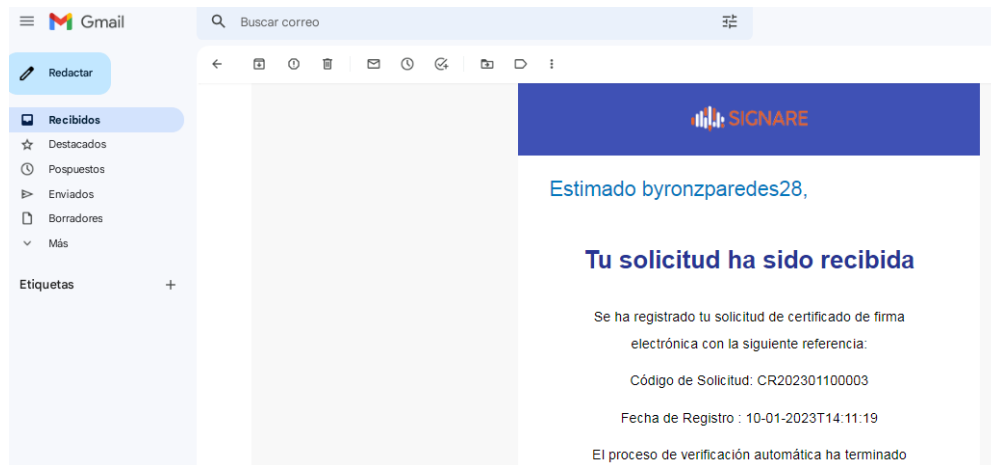 Gmail
Buscar correo
Redactar
Recibidos
Destacados
Pospuestos
Enviados
Borradores
Más
Etiquetas
SIGNARE
Estimado byronzparedes28,
Tu solicitud ha sido recibida
Se ha registrado tu solicitud de certificado de firma
electrónica con la siguiente referencia:
Código de Solicitud: CR202301100003
Fecha de Registro : 10-01-2023T14:11:19
El proceso de verificación automática ha terminado